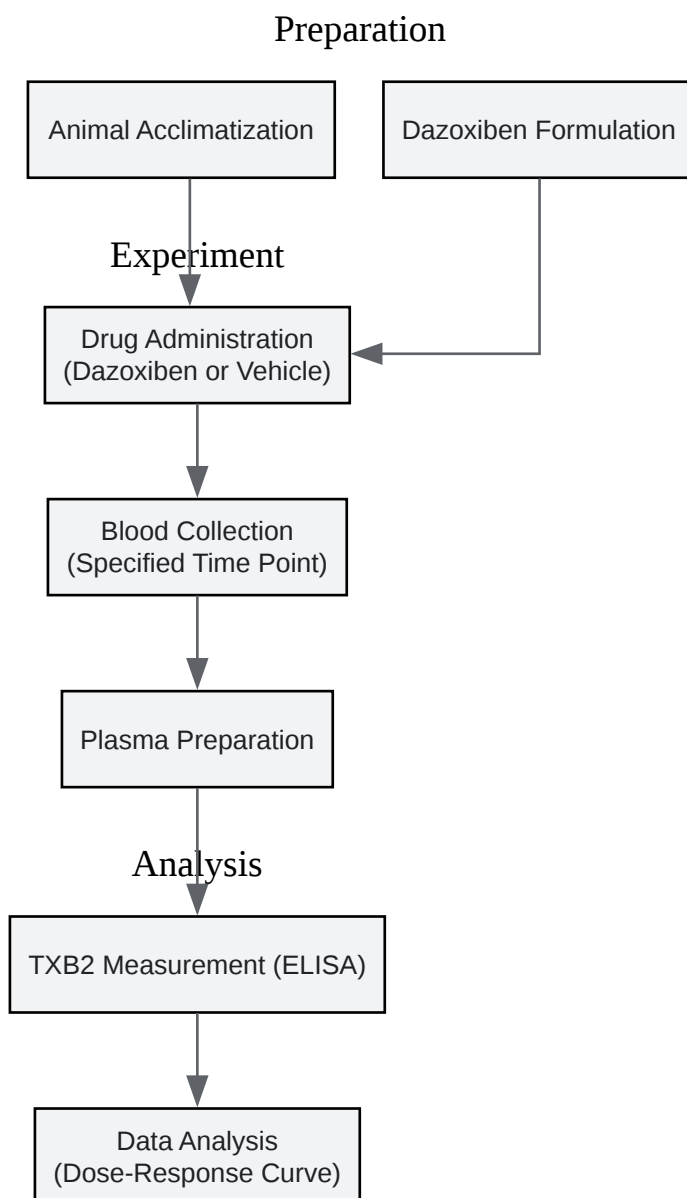 Preparation
Animal Acclimatization
Dazoxiben Formulation
Experiment
Drug Administration
(Dazoxiben or Vehicle)
Blood Collection
(Specified Time Point)
Plasma Preparation
Analysis
TXB2 Measurement (ELISA)
Data Analysis
(Dose-Response Curve)